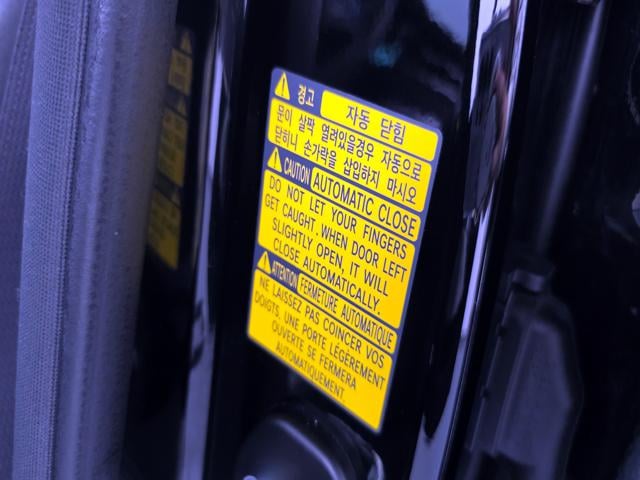 경고 자동 닫힘
문이 살짝 열려있을경우 자동으로
닫히니 손가락을 삽입하지 마시오
CAUTION AUTOMATIC CLOSE
DO NOT LET YOUR FINGERS
GET CAUGHT. WHEN DOOR LEFT
SLIGHTLY OPEN, IT WILL
CLOSE AUTOMATICALLY.
ATTENTION FERMETURE AUTOMATIQUE
NE LAISSEZ PAS COINCER VOS
DOIGTS. UNE PORTE LÉGÈREMENT
OUVERTE SE FERMERA
AUTOMATIQUEMENT.